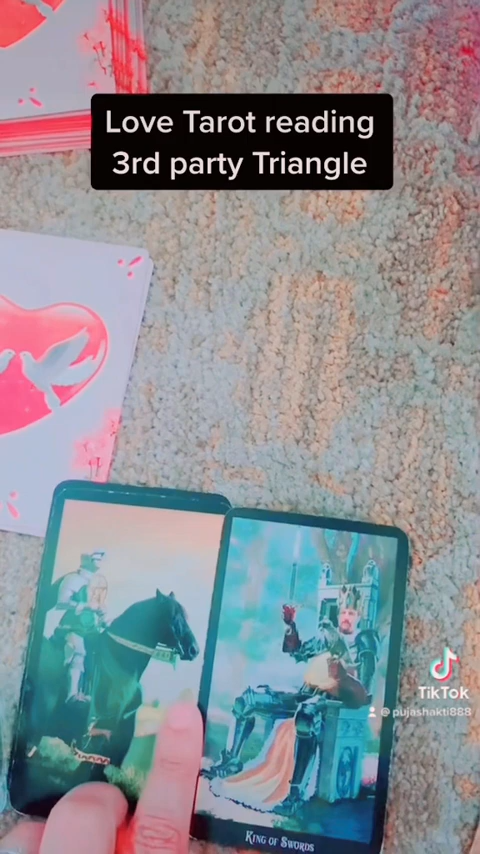 Love Tarot reading
3rd party Triangle
TikTok
@pujashakti888
King of Swords